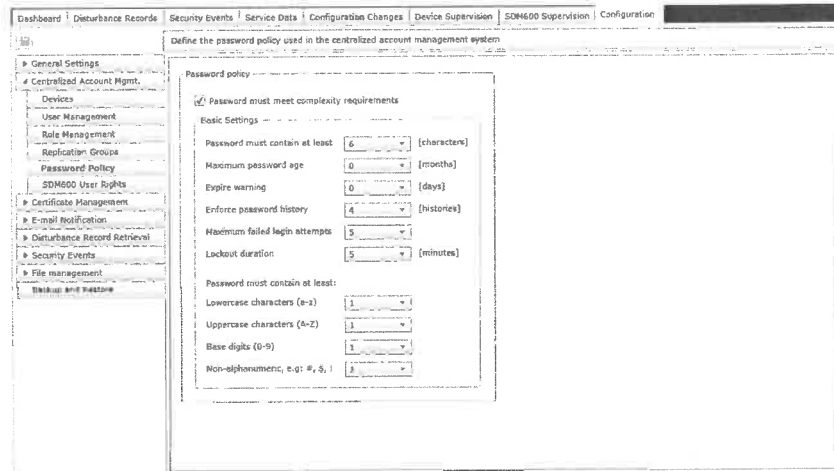 Dashboard Disturbance Records Security Events Service Data Configuration Changes Device Supervision SDM600 Supervision Configuration
Define the password policy used in the centralized account management system
General Settings
Centralized Account Mgmt.
Devices
User Management
Role Management
Replication Groups
Password Policy
SDM600 User Rights
Certificate Management
E-mail Notification
Disturbance Record Retrieval
Security Events
File management
Backup and Restore
Password policy
Password must meet complexity requirements
Basic Settings
Password must contain at least 6 [characters]
Maximum password age 0 [months]
Expire warning 0 [days]
Enforce password history 4 [histories]
Maximum failed login attempts 5
Lockout duration 5 [minutes]
Password must contain at least:
Lowercase characters (a-z) 1
Uppercase characters (A-Z) 1
Base digits (0-9) 1
Non-alphanumeric, e.g: #, $, ! 1